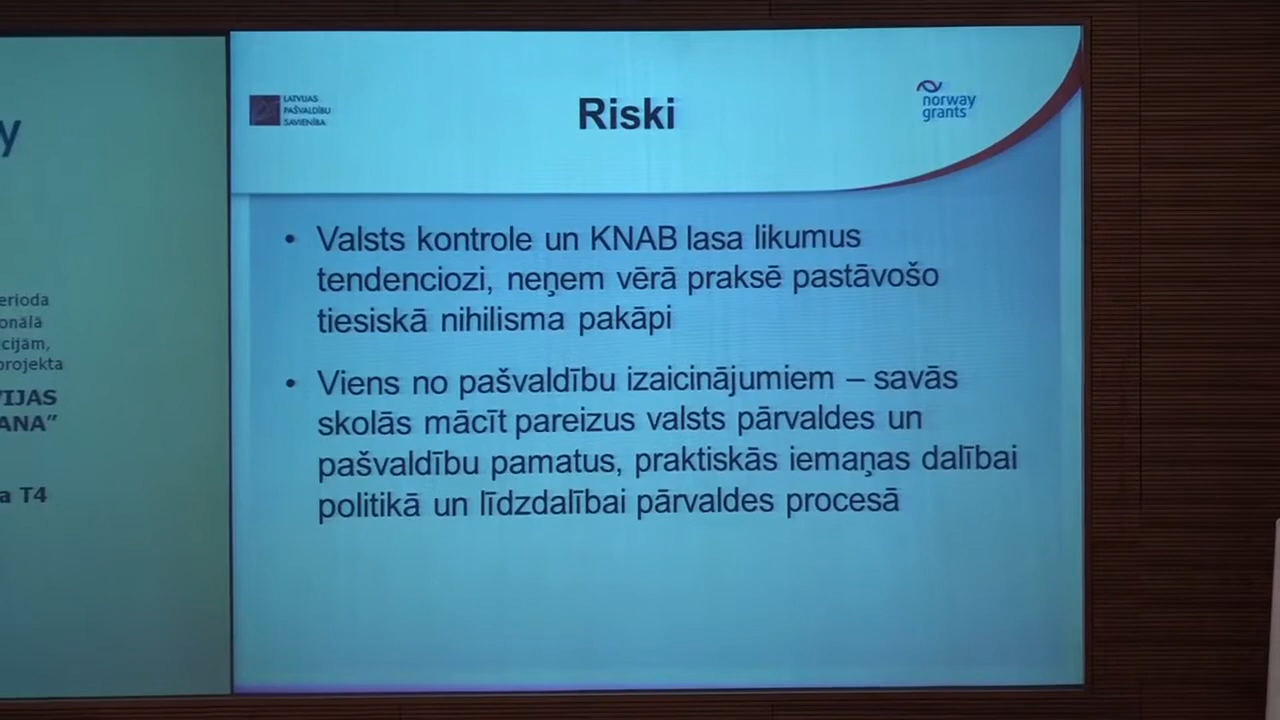 y
erioda
onālā
cijām,
projekta
VIJAS
ANA”
a T4
LATVIJAS
PAŠVALDĪBU
SAVIENĪBA
Riski
norway
grants
• Valsts kontrole un KNAB lasa likumus
tendenciozi, neņem vērā praksē pastāvošo
tiesiskā nihilisma pakāpi
• Viens no pašvaldību izaicinājumiem – savās
skolās mācīt pareizus valsts pārvaldes un
pašvaldību pamatus, praktiskās iemaņas dalībai
politikā un līdzdalībai pārvaldes procesā